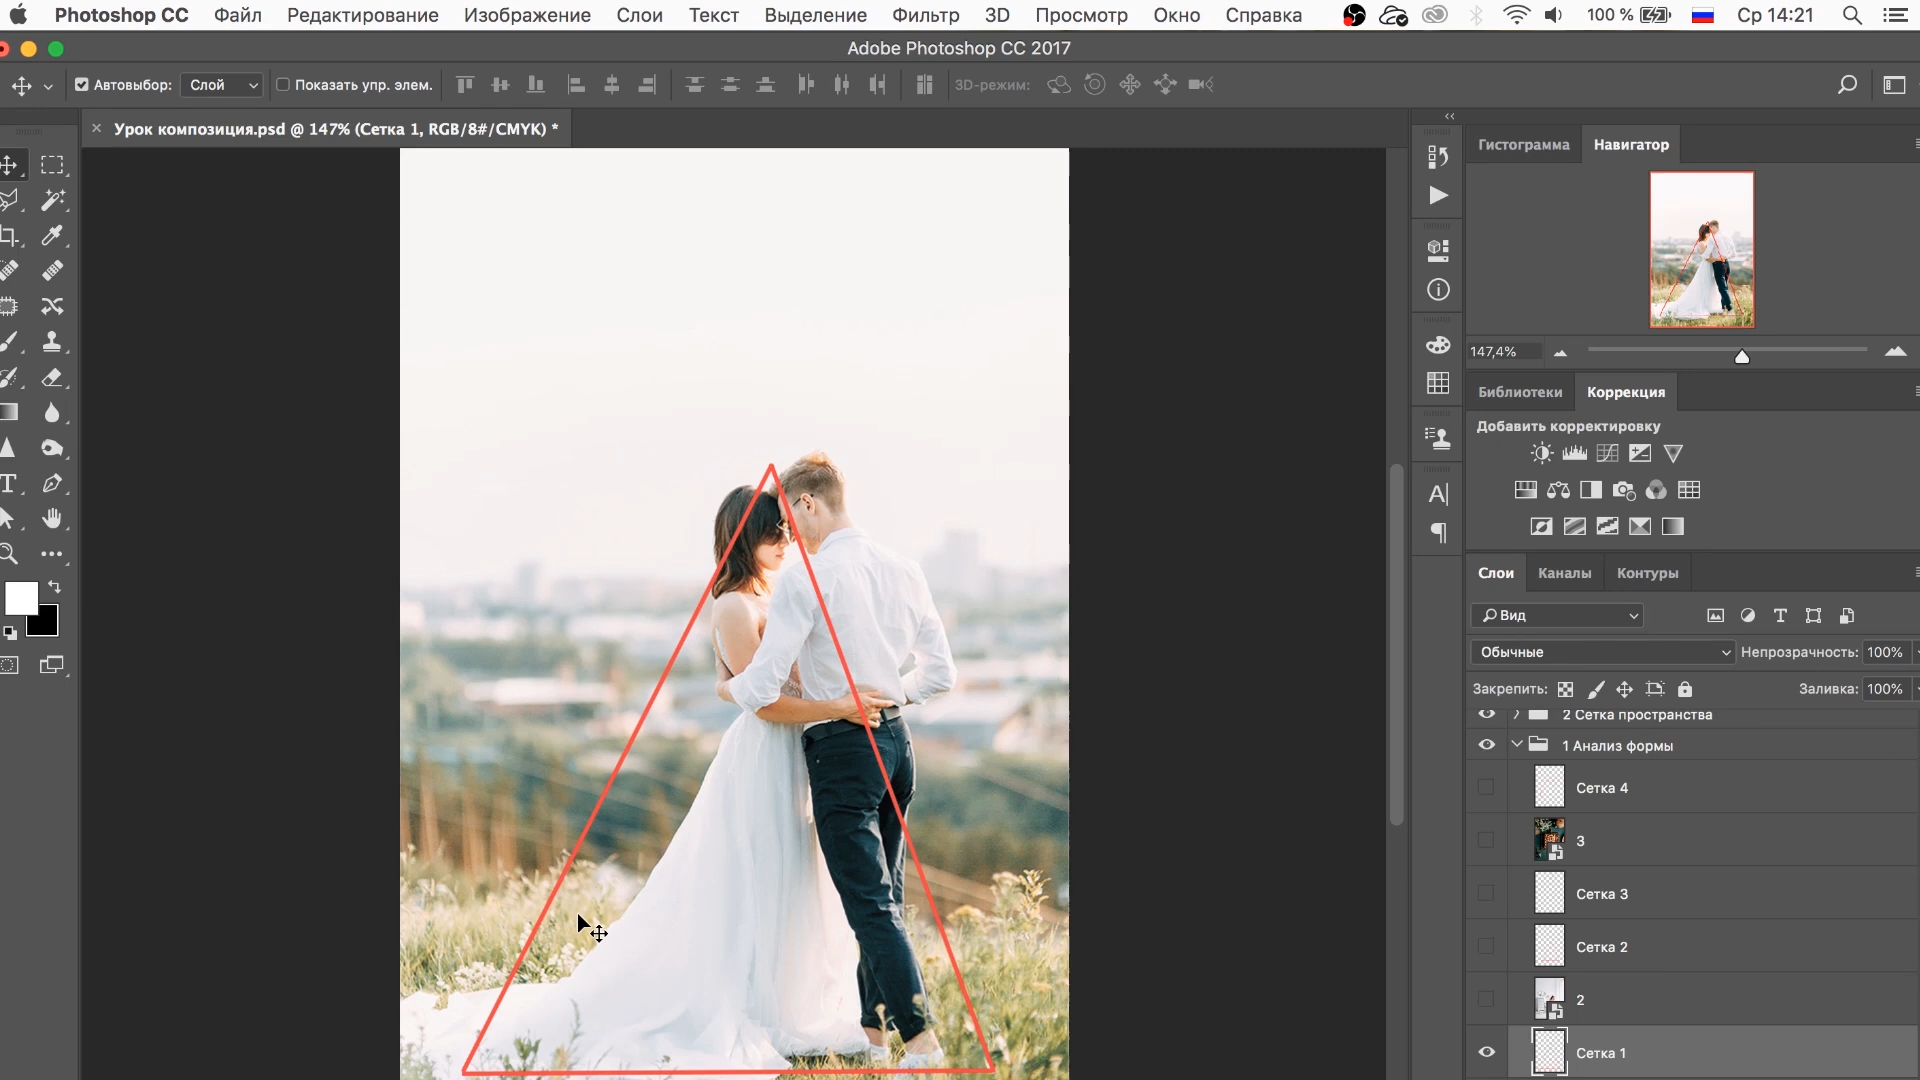 Photoshop CC Файл Редактирование Изображение Слои Текст Выделение Фильтр 3D Просмотр Окно Справка 100 % Ср 14:21
Adobe Photoshop CC 2017
Автовыбор: Слой Показать упр. элем. 3D-режим:
× Урок композиция.psd @ 147% (Сетка 1, RGB/8#/CMYK) *
Гистограмма Навигатор
147,4%
Библиотеки Коррекция
Добавить корректировку
Слои Каналы Контуры
Вид
Обычные Непрозрачность: 100%
Закрепить: Заливка: 100%
2 Сетка пространства
1 Анализ формы
Сетка 4
3
Сетка 3
Сетка 2
2
Сетка 1